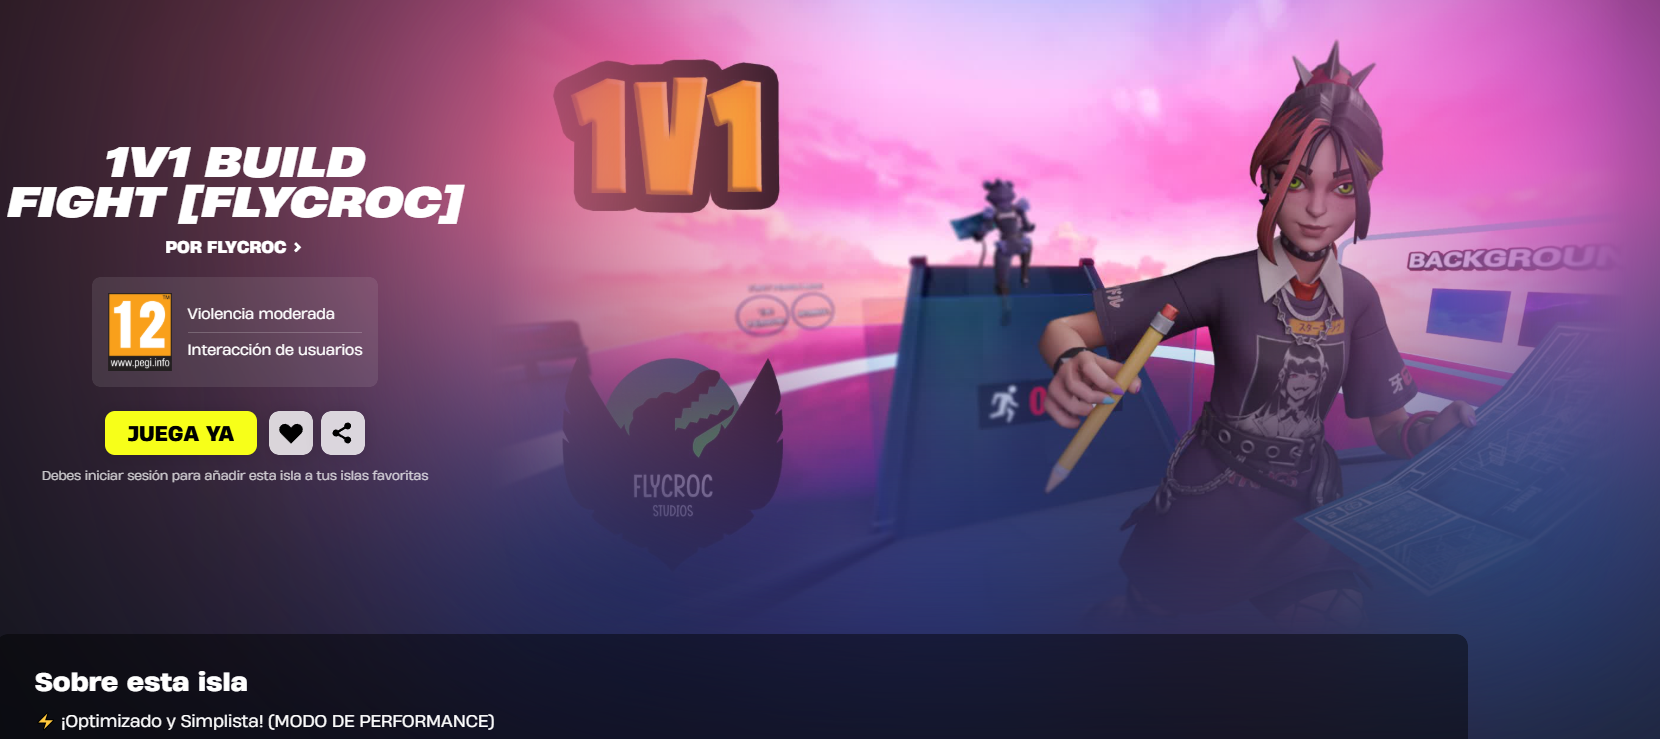 1V1 BUILD
FIGHT [FLYCROC]
POR FLYCROC >
12
www.pegi.info
Violencia moderada
Interacción de usuarios
JUEGA YA
Debes iniciar sesión para añadir esta isla a tus islas favoritas
1V1
FLYCROC
STUDIOS
BACKGROUN
0
Sobre esta isla
⚡ ¡Optimizado y Simplista! (MODO DE PERFORMANCE)